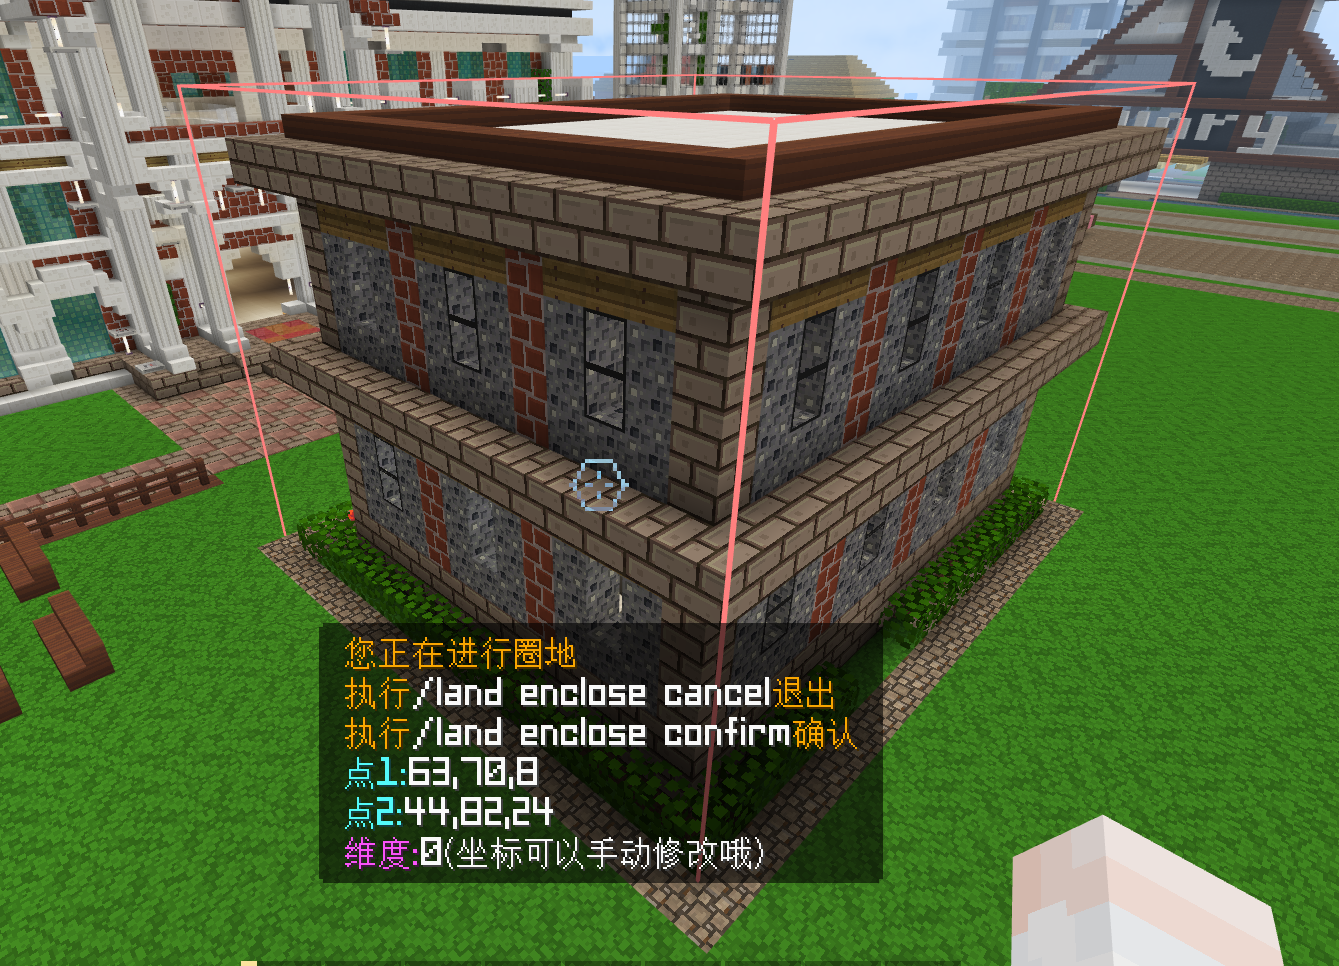 urry
您正在进行圈地
执行/land enclose cancel退出
执行/land enclose confirm确认
点1:63,70,8
点2:44,82,24
维度:0(坐标可以手动修改哦)